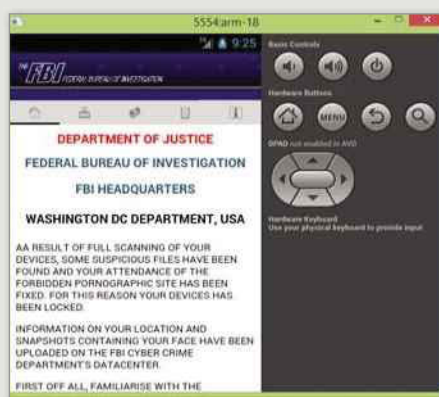 5554:arm-18
9:25
Basic Controls
THE FBI FEDERAL BUREAU OF INVESTIGATION
Hardware Buttons
MENU
DPAD not enabled in AVD
DEPARTMENT OF JUSTICE
FEDERAL BUREAU OF INVESTIGATION
FBI HEADQUARTERS
WASHINGTON DC DEPARTMENT, USA
Hardware Keyboard
Use your physical keyboard to provide input
AA RESULT OF FULL SCANNING OF YOUR
DEVICES, SOME SUSPICIOUS FILES HAVE BEEN
FOUND AND YOUR ATTENDANCE OF THE
FORBIDDEN PORNOGRAPHIC SITE HAS BEEN
FIXED. FOR THIS REASON YOUR DEVICES HAS
BEEN LOCKED.
INFORMATION ON YOUR LOCATION AND
SNAPSHOTS CONTAINING YOUR FACE HAVE BEEN
UPLOADED ON THE FBI CYBER CRIME
DEPARTMENT'S DATACENTER.
FIRST OFF ALL, FAMILIARISE WITH THE